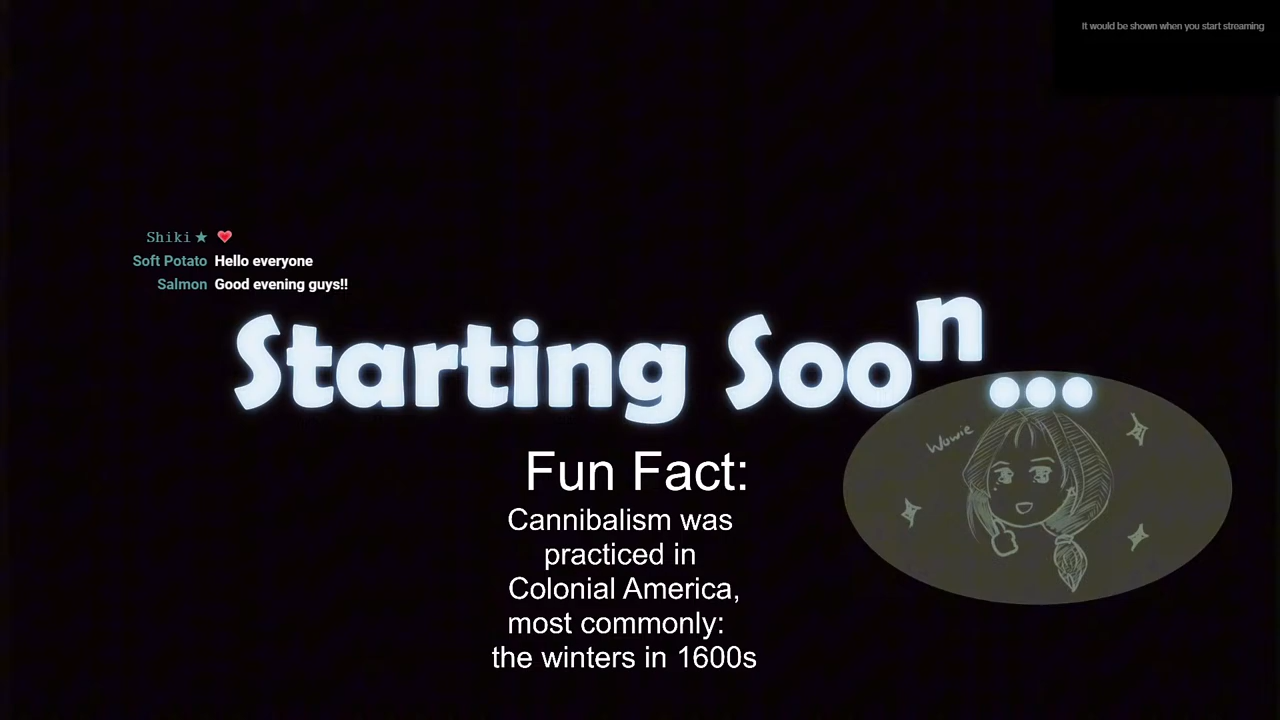 It would be shown when you start streaming
Shiki ★ ❤️
Soft Potato Hello everyone
Salmon Good evening guys!!
Starting Soon...
Wowie
Fun Fact:
Cannibalism was
practiced in
Colonial America,
most commonly:
the winters in 1600s